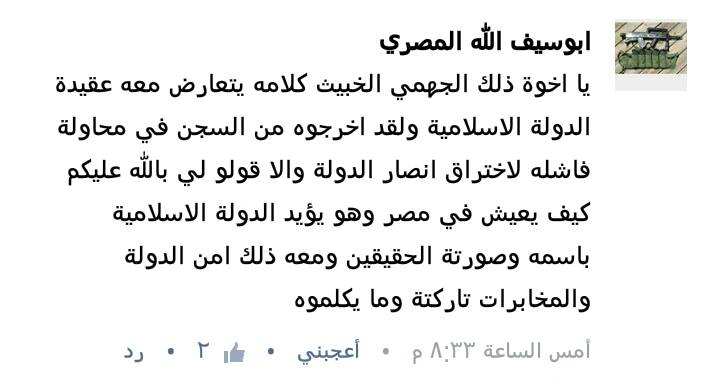 ابوسيف الله المصري
يا اخوة ذلك الجهمي الخبيث كلامه يتعارض معه عقيدة
الدولة الاسلامية ولقد اخرجوه من السجن في محاولة
فاشله لاختراق انصار الدولة والا قولو لي بالله عليكم
كيف يعيش في مصر وهو يؤيد الدولة الاسلامية
باسمه وصورتة الحقيقين ومعه ذلك امن الدولة
والمخابرات تاركتة وما يكلموه
أمس الساعة ٨:٣٣ م • أعجبني • ٢ • رد